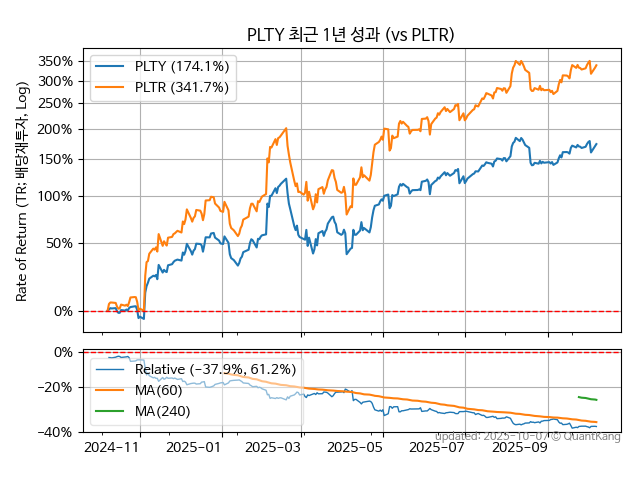 PLTY 최근 1년 성과 (vs PLTR)
Rate of Return (TR: 배당재투자, Log)
350%
300%
250%
200%
150%
100%
50%
0%
PLTY (174.1%)
PLTR (341.7%)
0%
−20%
−40%
Relative (−37.9%, 61.2%)
MA(60)
MA(240)
updated: 2025-10-07 © QuantKang
2024−11
2025−01
2025−03
2025−05
2025−07
2025−09